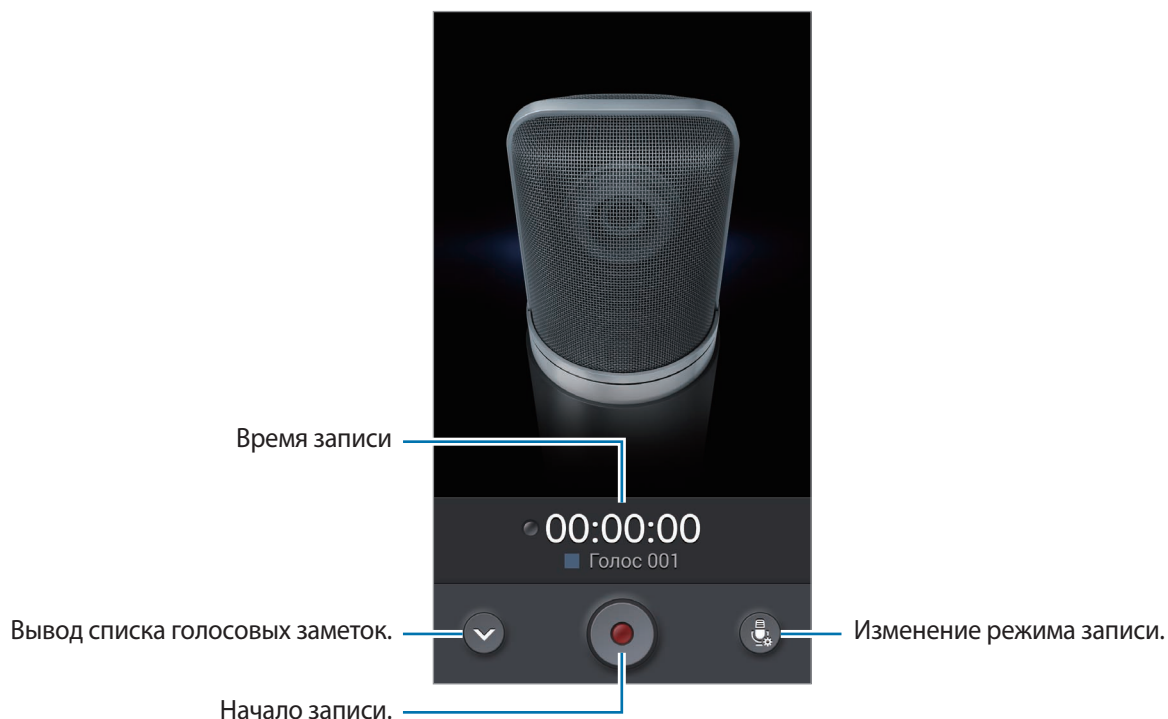 Время записи
00:00:00
Голос 001
Вывод списка голосовых заметок.
Изменение режима записи.
Начало записи.